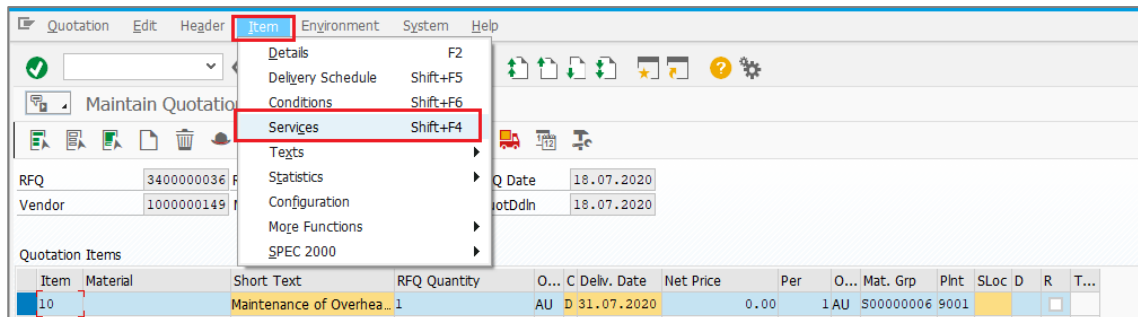 Quotation Edit Header Item Environment System Help
Details F2
Delivery Schedule Shift+F5
Maintain Quotatio
Conditions Shift+F6
Services Shift+F4
Texts
RFQ 3400000036 Q Date 18.07.2020
Statistics
Vendor 1000000149 uotDdln 18.07.2020
Configuration
More Functions
Quotation Items
SPEC 2000
Item Material Short Text RFQ Quantity O... C Deliv. Date Net Price Per O... Mat. Grp Plnt SLoc D R T...
10 Maintenance of Overhea... 1 AU D 31.07.2020 0.00 1 AU S00000006 9001